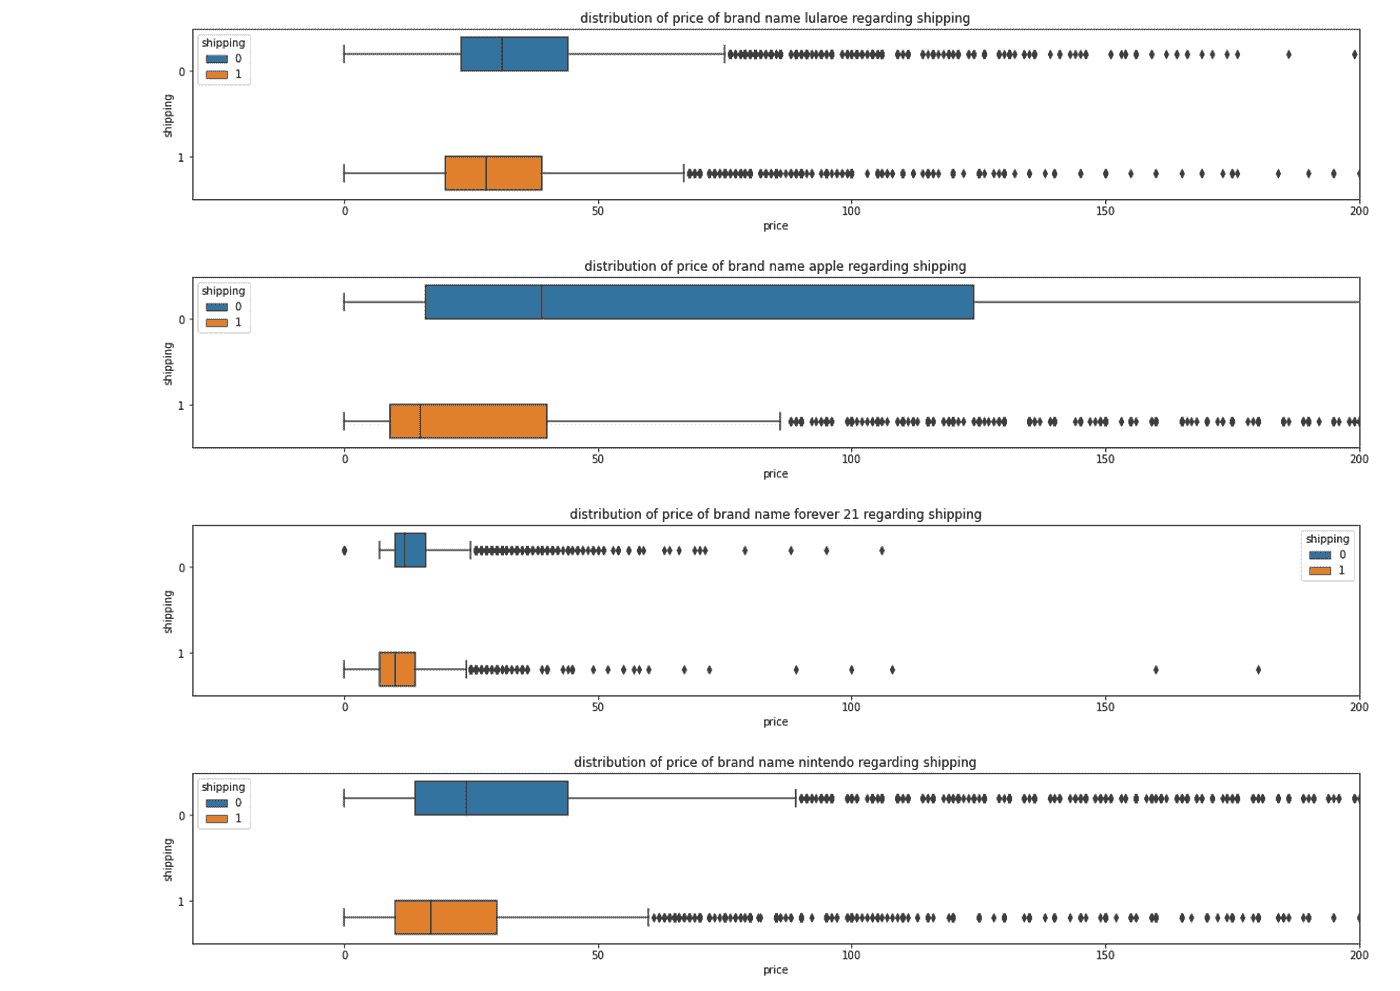 distribution of price of brand name lularoe regarding shipping
shipping
0
1
0
shipping
1
0 50 100 150 200
price
distribution of price of brand name apple regarding shipping
shipping
0
1
0
shipping
1
0 50 100 150 200
price
distribution of price of brand name forever 21 regarding shipping
shipping
0
1
0
shipping
1
0 50 100 150 200
price
distribution of price of brand name nintendo regarding shipping
shipping
0
1
0
shipping
1
0 50 100 150 200
price